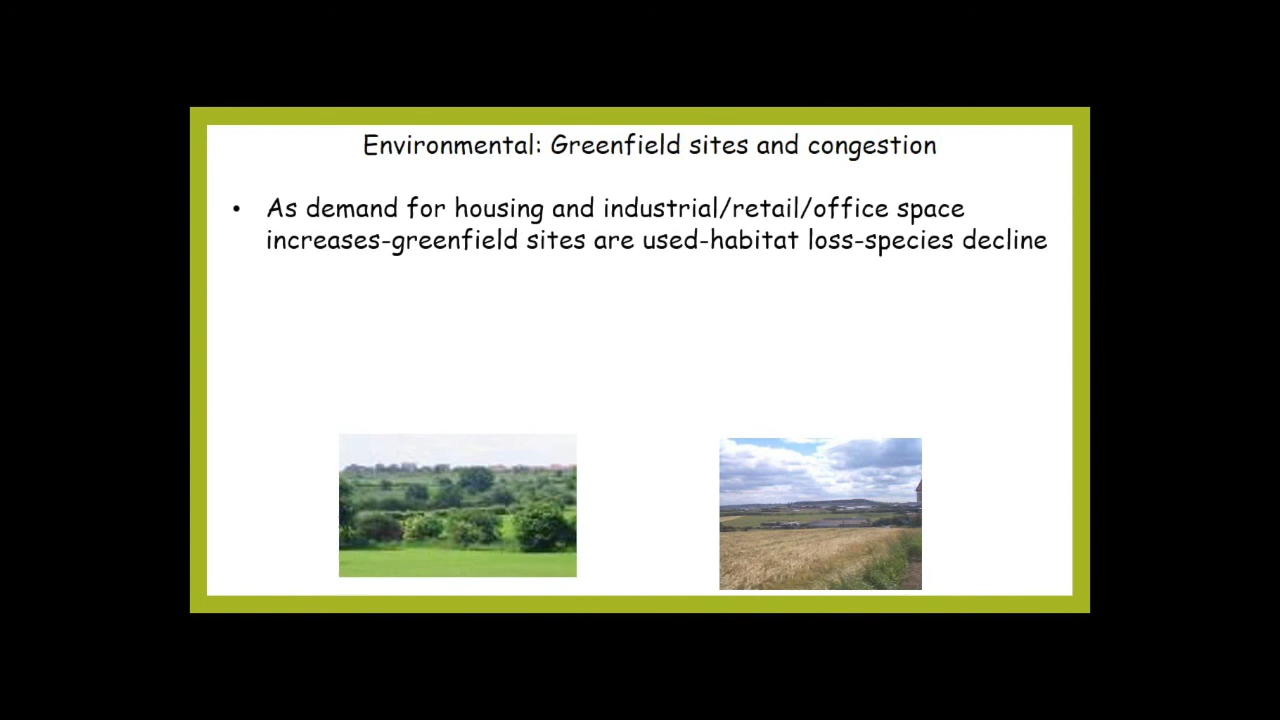 Environmental: Greenfield sites and congestion
• As demand for housing and industrial/retail/office space
increases-greenfield sites are used-habitat loss-species decline